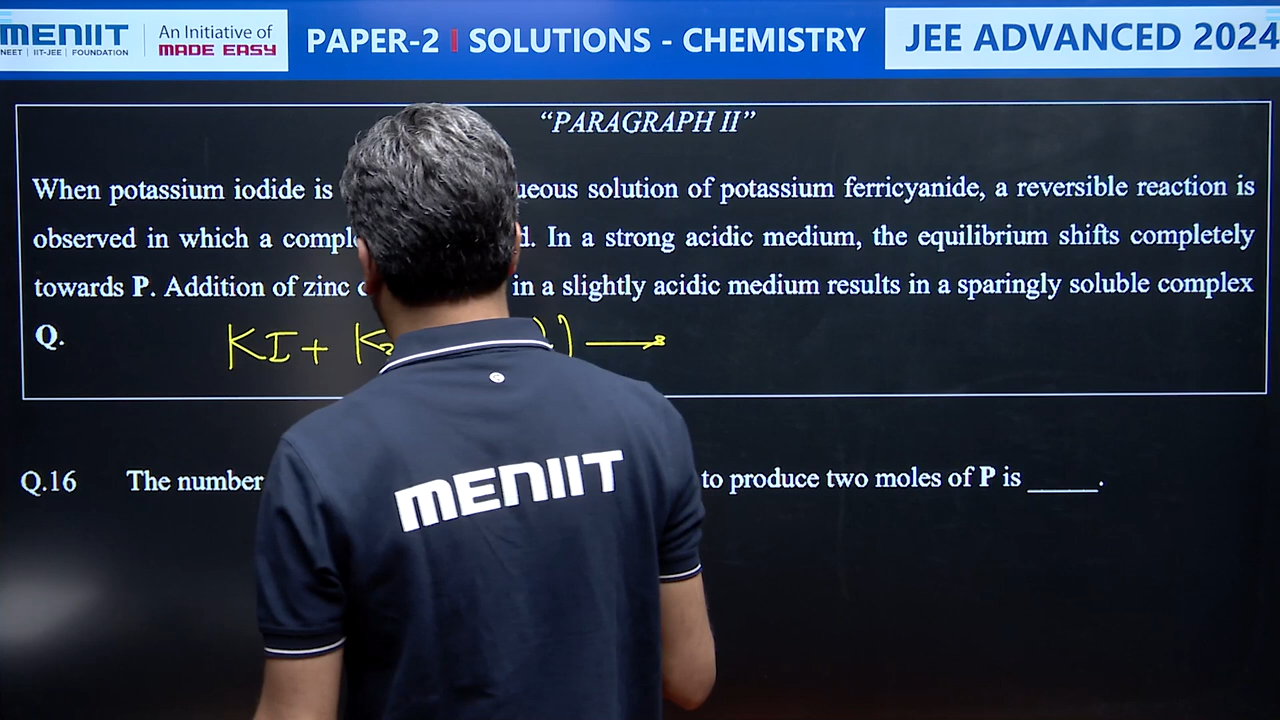 MENIIT
NEET | IIT-JEE | FOUNDATION
An Initiative of
MADE EASY
PAPER-2 | SOLUTIONS - CHEMISTRY
JEE ADVANCED 2024
“PARAGRAPH II”
When potassium iodide is ueous solution of potassium ferricyanide, a reversible reaction is
observed in which a compl d. In a strong acidic medium, the equilibrium shifts completely
towards P. Addition of zinc in a slightly acidic medium results in a sparingly soluble complex
Q.
KI + K3 )] →
Q.16 The number to produce two moles of P is _____.
MENIIT